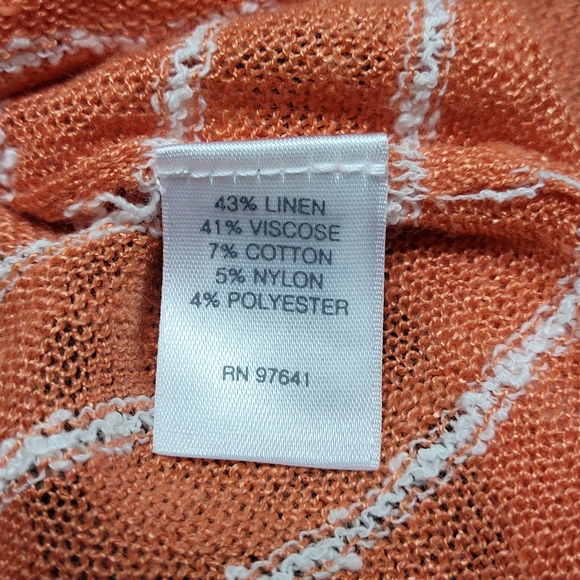 43% LINEN
41% VISCOSE
7% COTTON
5% NYLON
4% POLYESTER
RN 97641